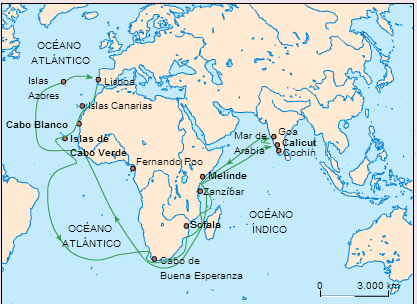 OCÉANO
ATLÁNTICO
Islas
Azores
Lisboa
Islas Canarias
Cabo Blanco
Islas de
Cabo Verde
Fernando Poo
Mar de
Arabia
Goa
Calicut
Cochín
Melinde
Zanzíbar
OCÉANO
ATLÁNTICO
OCÉANO
ÍNDICO
Sofala
Cabo de
Buena Esperanza
0 3.000 km